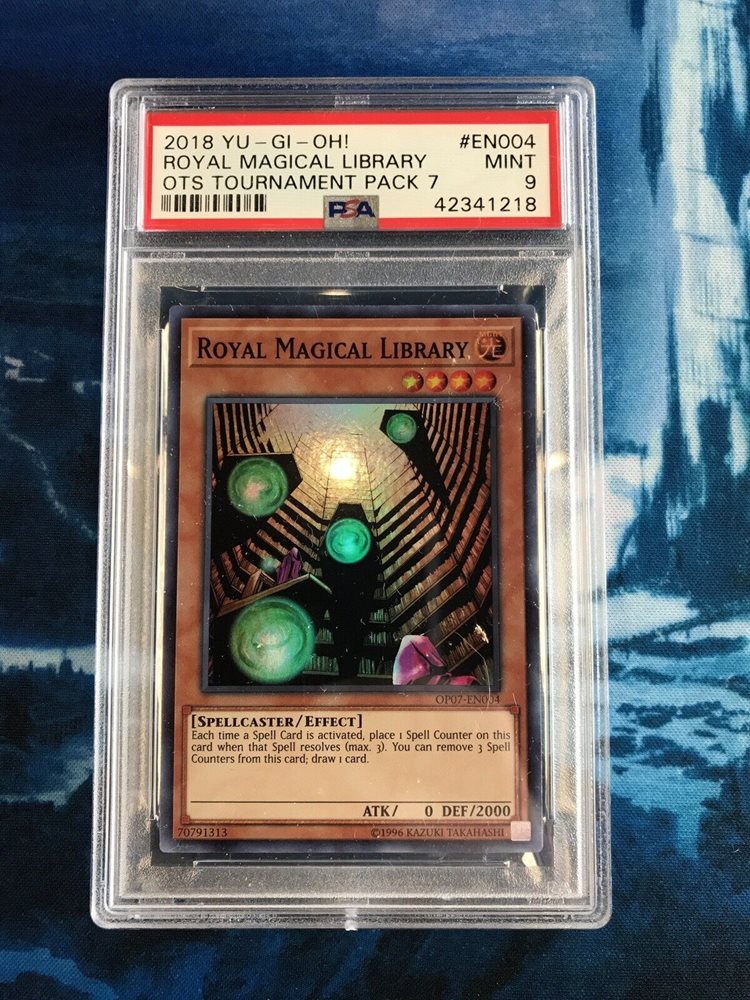 2018 YU-GI-OH! #EN004
ROYAL MAGICAL LIBRARY MINT
OTS TOURNAMENT PACK 7 9
PSA 42341218
ROYAL MAGICAL LIBRARY 光
OP07-EN004
[SPELLCASTER/EFFECT]
Each time a Spell Card is activated, place 1 Spell Counter on this
card when that Spell resolves (max. 3). You can remove 3 Spell
Counters from this card; draw 1 card.
ATK/ 0 DEF/2000
70791313 ©1996 KAZUKI TAKAHASHI